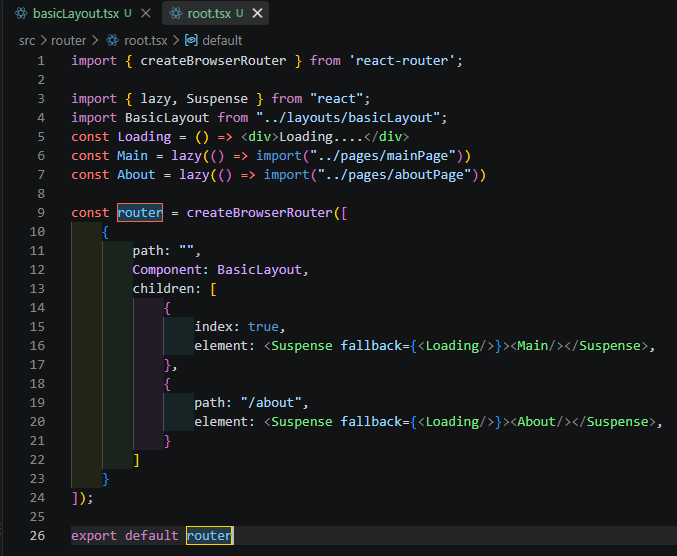 basicLayout.tsx U
root.tsx U
src > router > root.tsx > default
1 import { createBrowserRouter } from 'react-router';
2
3 import { lazy, Suspense } from "react";
4 import BasicLayout from "../layouts/basicLayout";
5 const Loading = () => <div>Loading....</div>
6 const Main = lazy(() => import("../pages/mainPage"))
7 const About = lazy(() => import("../pages/aboutPage"))
8
9 const router = createBrowserRouter([
10     {
11         path: "",
12         Component: BasicLayout,
13         children: [
14             {
15                 index: true,
16                 element: <Suspense fallback={<Loading/>}><Main/></Suspense>,
17             },
18             {
19                 path: "/about",
20                 element: <Suspense fallback={<Loading/>}><About/></Suspense>,
21             }
22         ]
23     }
24 ]);
25
26 export default router